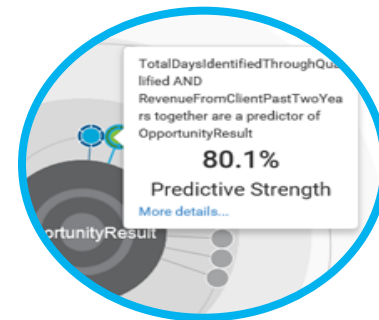 TotalDaysIdentifiedThroughQua
lified AND
RevenueFromClientPastTwoYea
rs together are a predictor of
OpportunityResult
80.1%
Predictive Strength
More details...
portunityResult